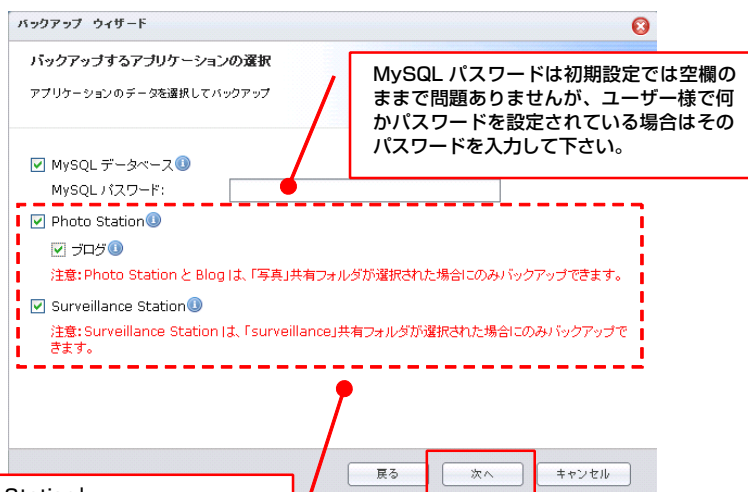 バックアップ ウィザード
バックアップするアプリケーションの選択
アプリケーションのデータを選択してバックアップ
MySQL パスワードは初期設定では空欄の
ままで問題ありませんが、ユーザー様で何
かパスワードを設定されている場合はその
パスワードを入力して下さい。
MySQL データベース
MySQL パスワード:
Photo Station
ブログ
注意: Photo Station と Blog は、「写真」共有フォルダが選択された場合にのみバックアップできます。
Surveillance Station
注意: Surveillance Station は、「surveillance」共有フォルダが選択された場合にのみバックアップで
きます。
戻る
次へ
キャンセル